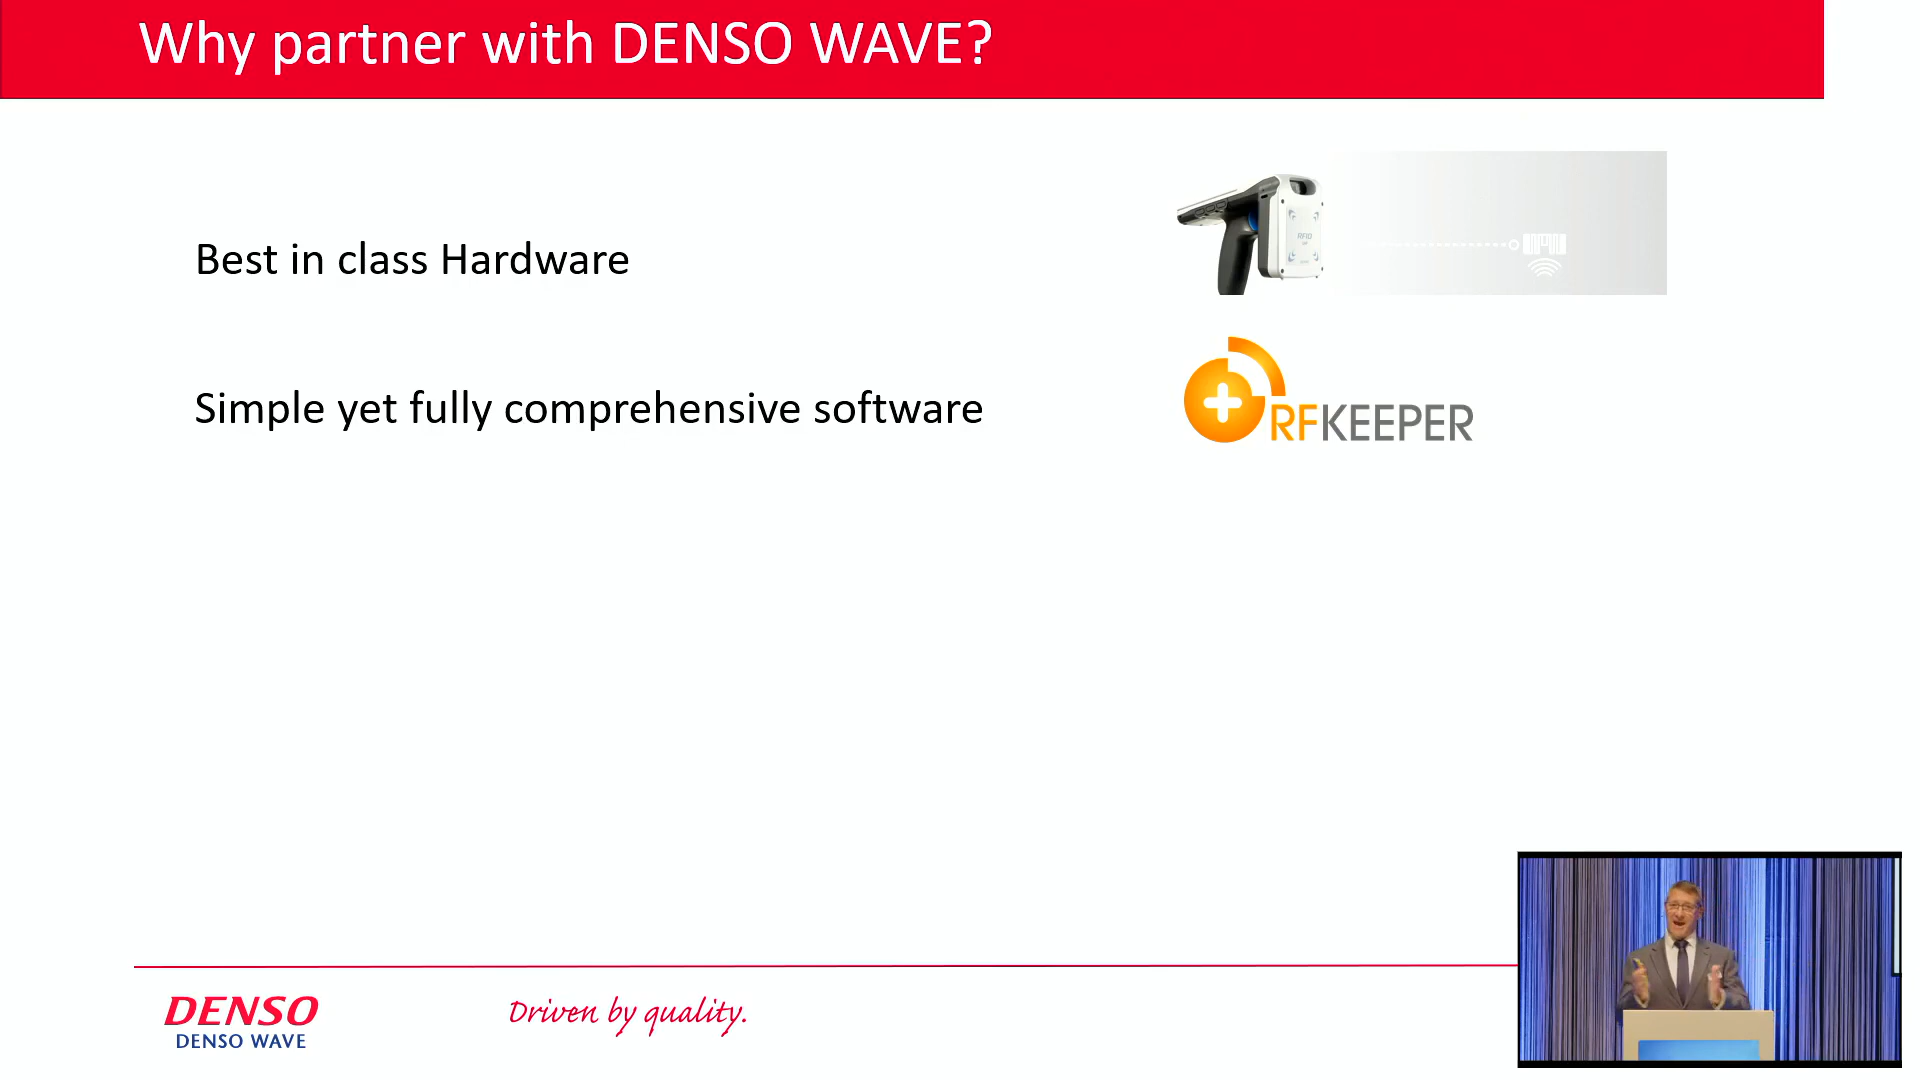 Why partner with DENSO WAVE?
Best in class Hardware
RFID
Simple yet fully comprehensive software
RFKEEPER
DENSO
DENSO WAVE
Driven by quality.